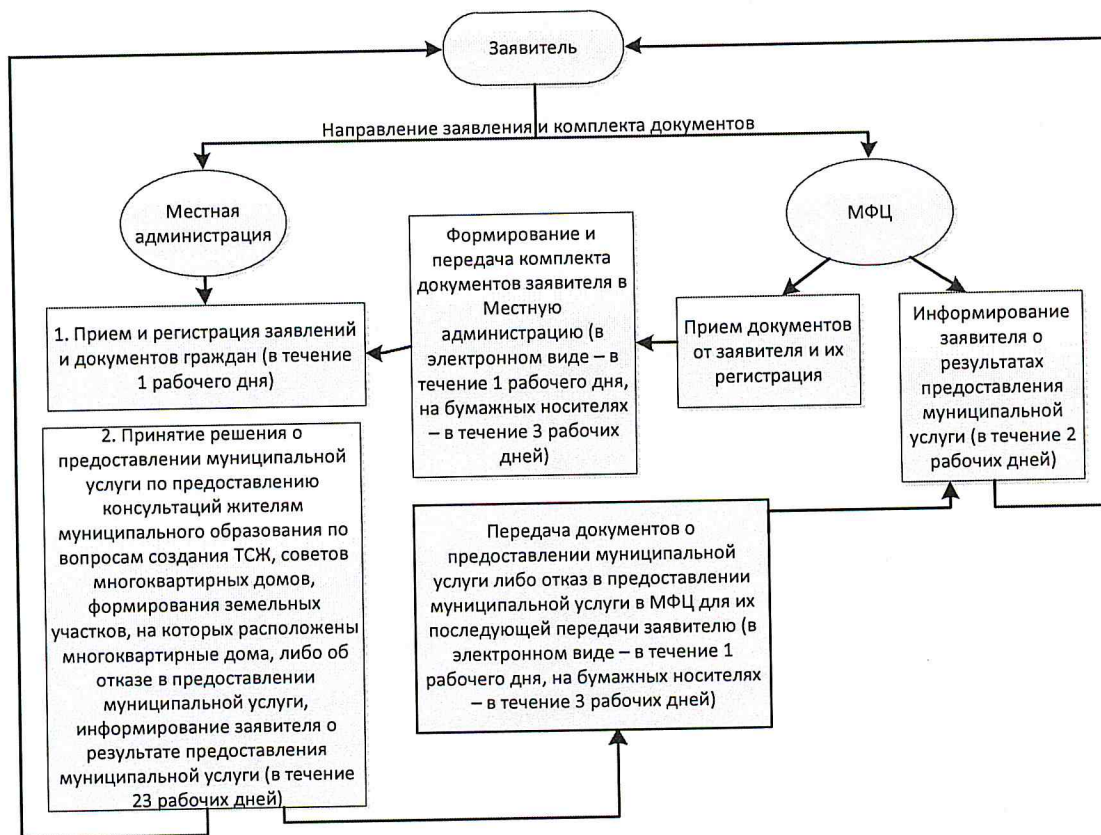 Заявитель
Направление заявления и комплекта документов
Местная
администрация
МФЦ
1. Прием и регистрация заявлений
и документов граждан (в течение
1 рабочего дня)
Формирование и
передача комплекта
документов заявителя в
Местную
администрацию (в
электронном виде – в
течение 1 рабочего дня,
на бумажных носителях
– в течение 3 рабочих
дней)
Прием документов
от заявителя и их
регистрация
Информирование
заявителя о
результатах
предоставления
муниципальной
услуги (в течение 2
рабочих дней)
2. Принятие решения о
предоставлении муниципальной
услуги по предоставлению
консультаций жителям
муниципального образования по
вопросам создания ТСЖ, советов
многоквартирных домов,
формирования земельных
участков, на которых расположены
многоквартирные дома, либо об
отказе в предоставлении
муниципальной услуги,
информирование заявителя о
результате предоставления
муниципальной услуги (в течение
23 рабочих дней)
Передача документов о
предоставлении муниципальной
услуги либо отказ в предоставлении
муниципальной услуги в МФЦ для их
последующей передачи заявителю (в
электронном виде – в течение 1
рабочего дня, на бумажных носителях
– в течение 3 рабочих дней)